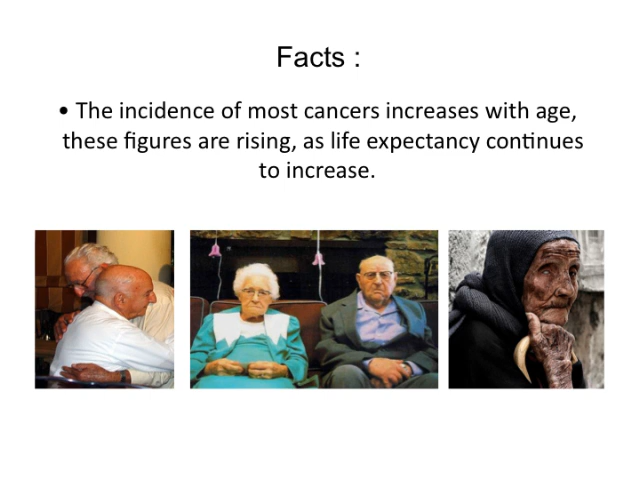 Facts :
• The incidence of most cancers increases with age,
these figures are rising, as life expectancy continues
to increase.